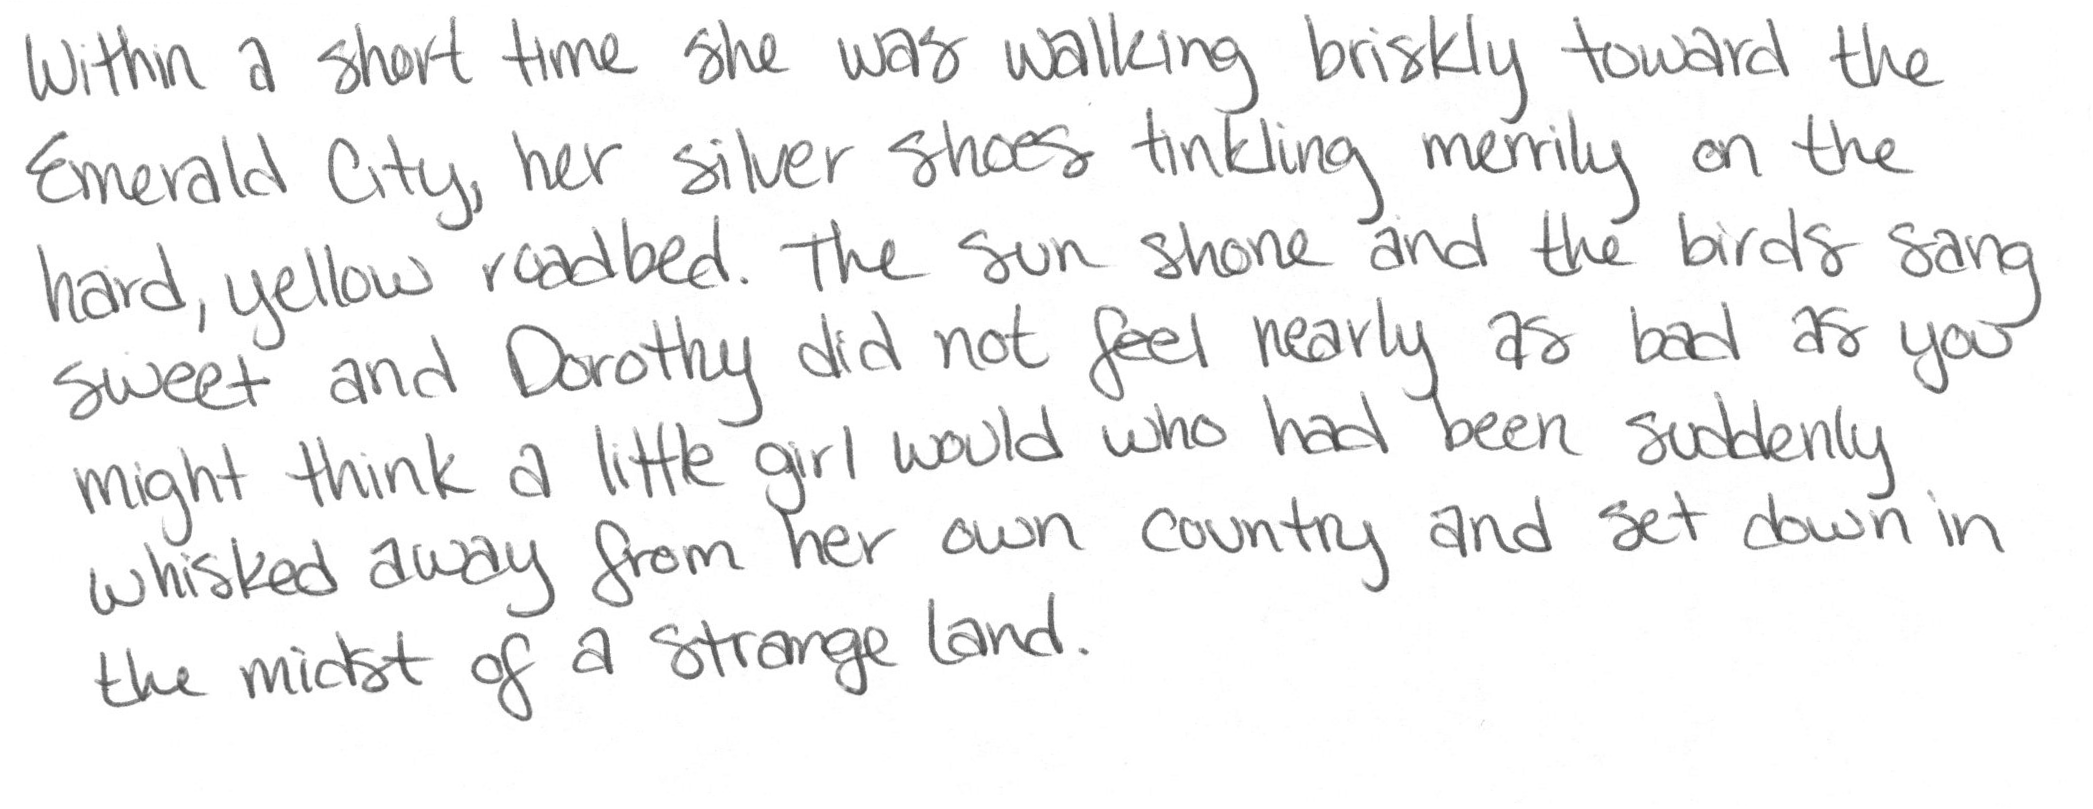 Within a short time she was walking briskly toward the
Emerald City, her silver shoes tinkling merrily on the
hard, yellow roadbed. The sun shone and the birds sang
sweet and Dorothy did not feel nearly as bad as you
might think a little girl would who had been suddenly
whisked away from her own country and set down in
the midst of a strange land.